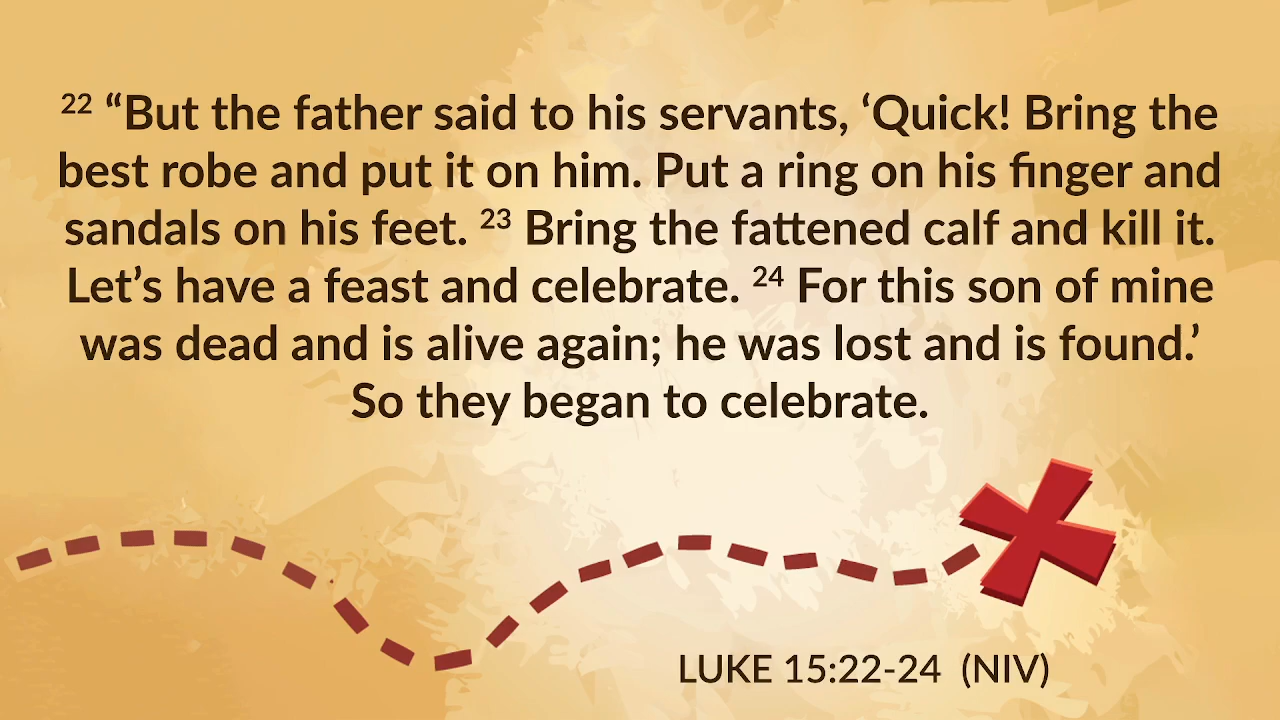 22 “But the father said to his servants, ‘Quick! Bring the
best robe and put it on him. Put a ring on his finger and
sandals on his feet. 23 Bring the fattened calf and kill it.
Let’s have a feast and celebrate. 24 For this son of mine
was dead and is alive again; he was lost and is found.’
So they began to celebrate.
LUKE 15:22-24 (NIV)